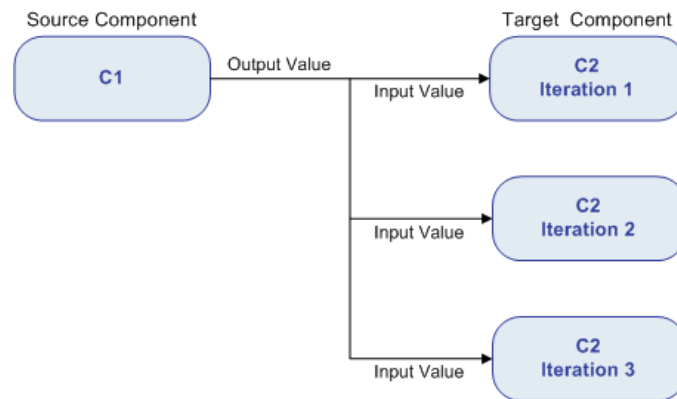 Source Component
Target Component
C1
Output Value
Input Value
C2
Iteration 1
Input Value
C2
Iteration 2
Input Value
C2
Iteration 3